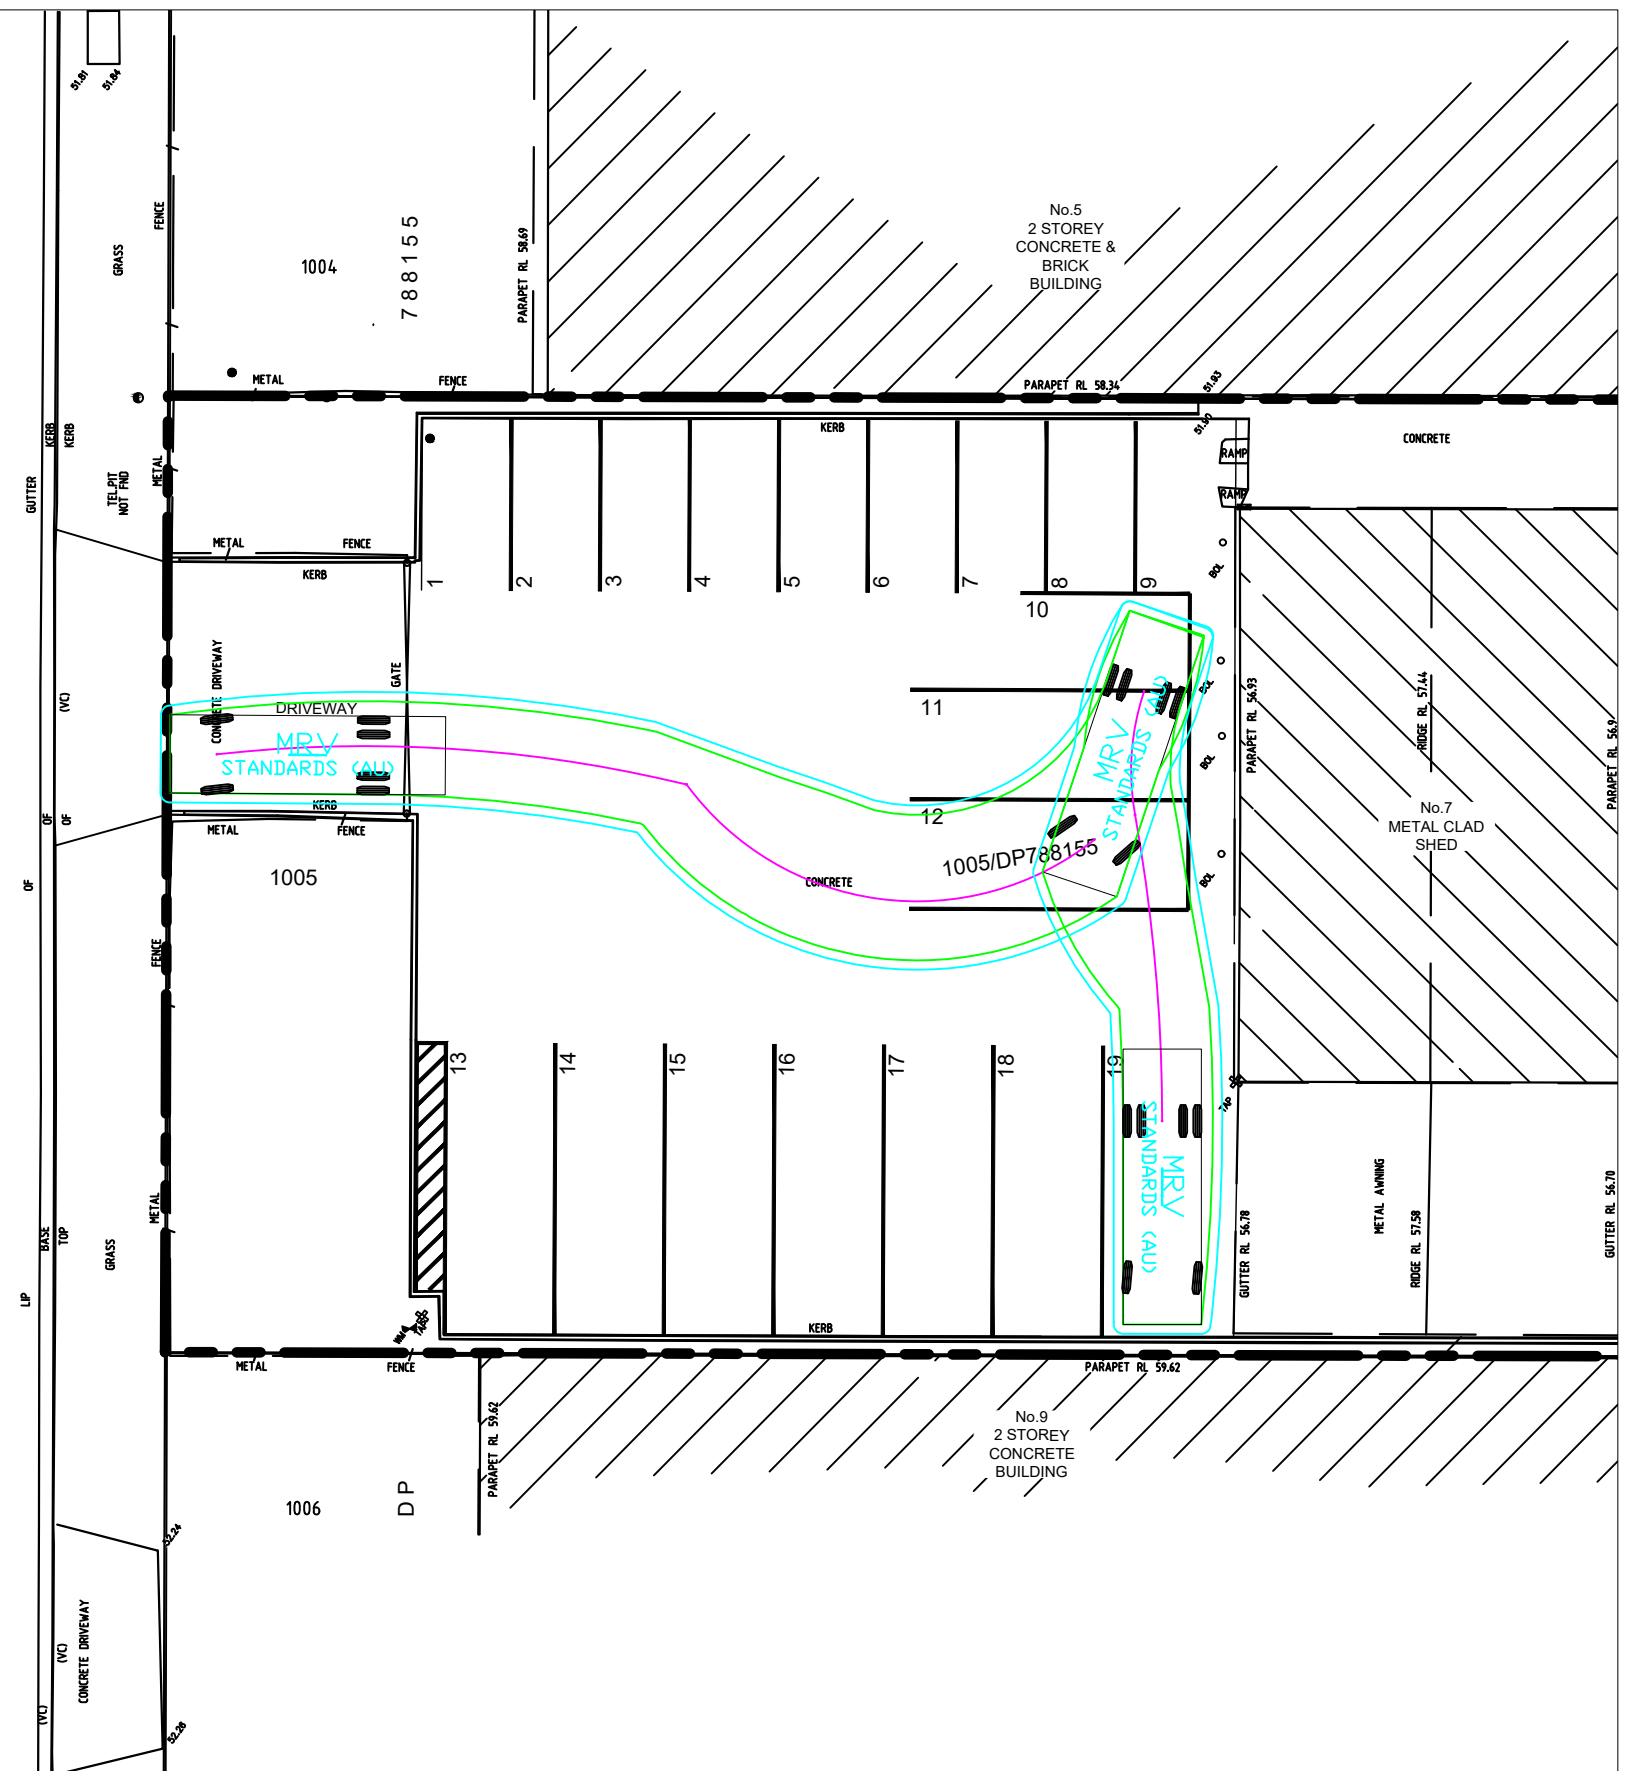 51.81
51.84
FENCE
GRASS
1004
788155
PARAPET RL 58.69
No.5
2 STOREY
CONCRETE &
BRICK
BUILDING
METAL
FENCE
PARAPET RL 58.34
51.93
51.90
KERB
KERB
KERB
CONCRETE
RAMP
RAMP
GUTTER
TEL.PIT
NOT FND
METAL
METAL
FENCE
KERB
1
2
3
4
5
6
7
8
9
10
BOL
CONCRETE DRIVEWAY
GATE
(VC)
DRIVEWAY
MRV
STANDARDS (AU)
11
MRV
STANDARDS (AU)
BOL
BOL
PARAPET RL 56.93
RIDGE RL 57.44
PARAPET RL 56.9
KERB
METAL
FENCE
OF
OF
12
1005/DP788155
CONCRETE
BOL
No.7
METAL CLAD
SHED
1005
OF
FENCE
13
14
15
16
17
18
19
TAP
MRV
STANDARDS (AU)
METAL
BASE
TOP
GRASS
LIP
METAL AWNING
GUTTER RL 56.78
RIDGE RL 57.58
GUTTER RL 56.70
KERB
METAL
FENCE
PARAPET RL 59.62
PARAPET RL 59.62
No.9
2 STOREY
CONCRETE
BUILDING
1006
DP
52.24
CONCRETE DRIVEWAY
(VC)
(VC)
52.26